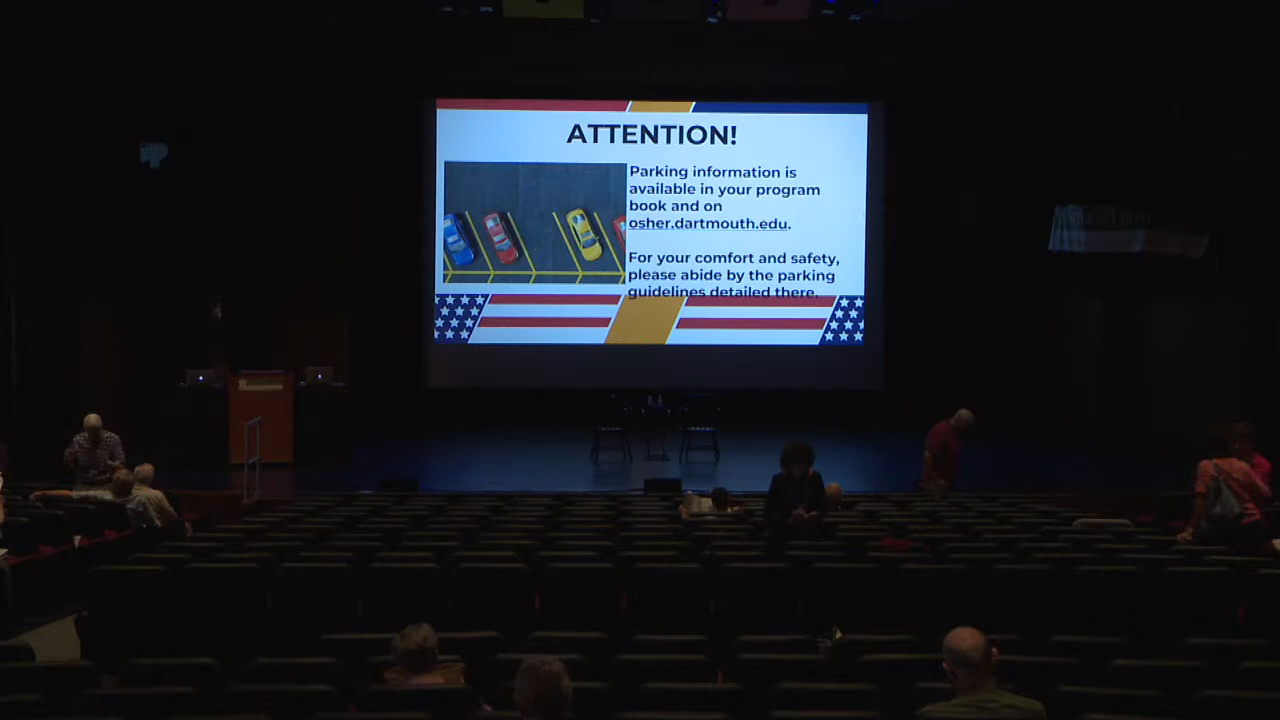 ATTENTION!
Parking information is
available in your program
book and on
osher.dartmouth.edu.
For your comfort and safety,
please abide by the parking
guidelines detailed there.